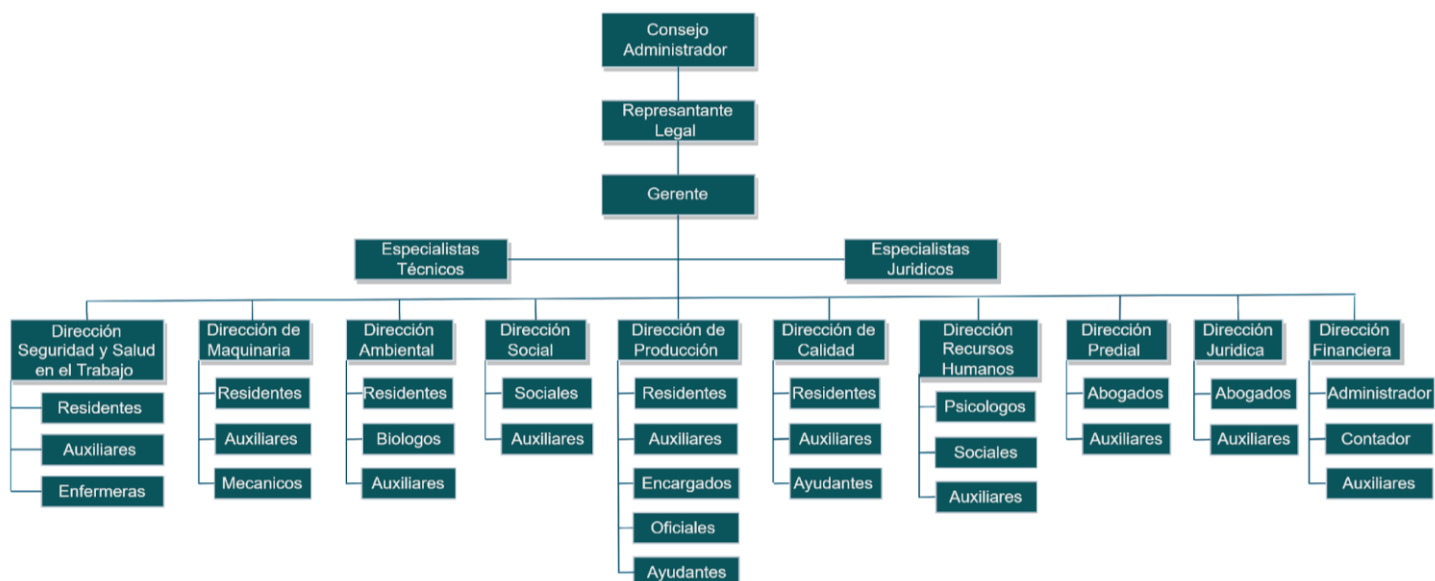 Consejo
Administrador
Represantante
Legal
Gerente
Especialistas
Técnicos
Especialistas
Juridicos
Dirección
Seguridad y Salud
en el Trabajo
Residentes
Auxiliares
Enfermeras
Dirección de
Maquinaria
Residentes
Auxiliares
Mecanicos
Dirección
Ambiental
Residentes
Biologos
Auxiliares
Dirección
Social
Sociales
Auxiliares
Dirección de
Producción
Residentes
Auxiliares
Encargados
Oficiales
Ayudantes
Dirección de
Calidad
Residentes
Auxiliares
Ayudantes
Dirección
Recursos
Humanos
Psicologos
Sociales
Auxiliares
Dirección
Predial
Abogados
Auxiliares
Dirección
Juridica
Abogados
Auxiliares
Dirección
Financiera
Administrador
Contador
Auxiliares